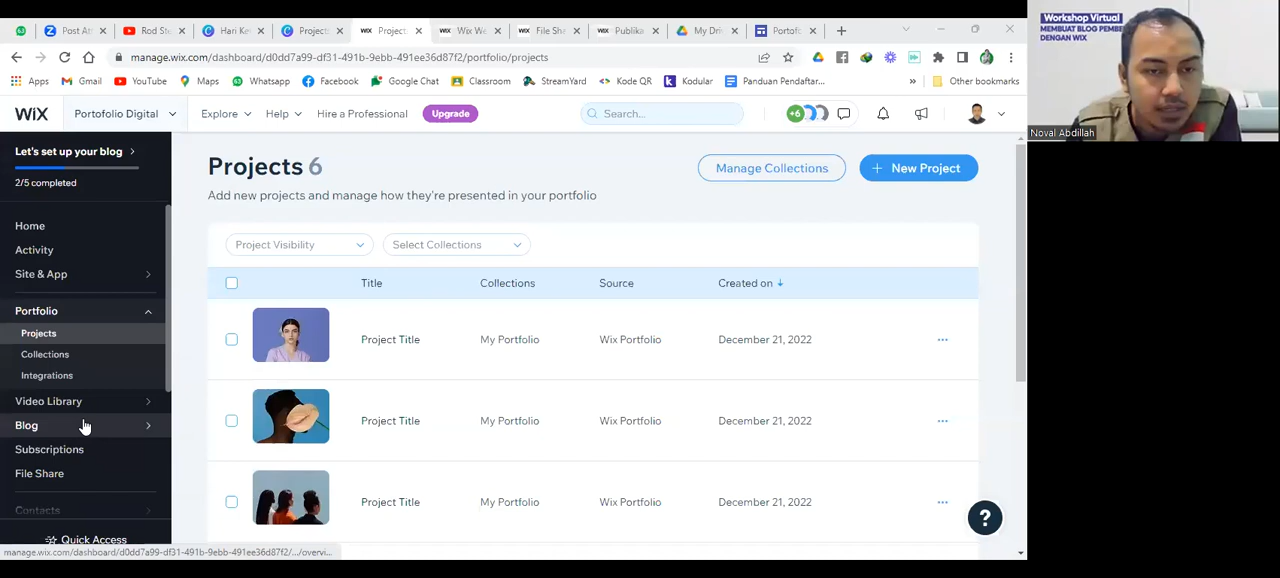 Post At
Rod Ste
Hari Ke
Project
Project
Wix We
File Sha
Publika
My Dri
Portof
manage.wix.com/dashboard/d0dd7a99-df31-491b-9ebb-491ee36d87f2/portfolio/projects
Apps
Gmail
YouTube
Maps
Whatsapp
Facebook
Google Chat
Classroom
StreamYard
Kode QR
Kodular
Panduan Pendaftar...
»
Other bookmarks
WIX
Portofolio Digital
Explore
Help
Hire a Professional
Upgrade
Search...
+6
Let's set up your blog
2/5 completed
Home
Activity
Site & App
Portfolio
Projects
Collections
Integrations
Video Library
Blog
Subscriptions
File Share
Contacts
Quick Access
manage.wix.com/dashboard/d0dd7a99-df31-491b-9ebb-491ee36d87f2/.../overvi...
Projects 6
Manage Collections
+ New Project
Add new projects and manage how they're presented in your portfolio
Project Visibility
Select Collections
Title Collections Source Created on
Project Title My Portfolio Wix Portfolio December 21, 2022
Project Title My Portfolio Wix Portfolio December 21, 2022
Project Title My Portfolio Wix Portfolio December 21, 2022
?
Workshop Virtual
MEMBUAT BLOG
DENGAN WIX
Noval Abdillah